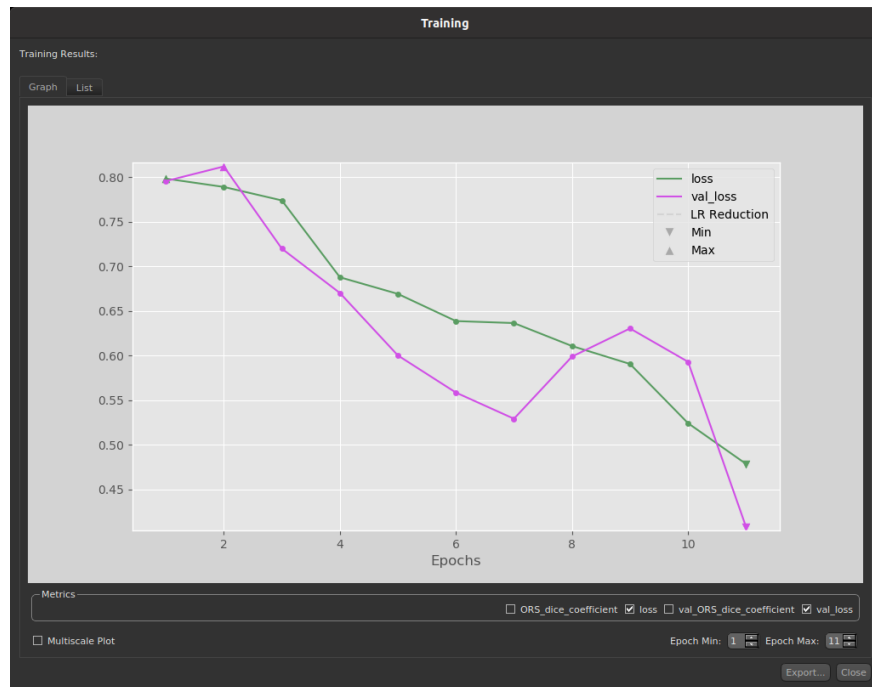 Training
Training Results:
Graph List
loss
val_loss
LR Reduction
Min
Max
0.80
0.75
0.70
0.65
0.60
0.55
0.50
0.45
2 4 6 8 10
Epochs
Metrics
ORS_dice_coefficient loss val_ORS_dice_coefficient val_loss
Multiscale Plot Epoch Min: 1 Epoch Max: 11
Export... Close